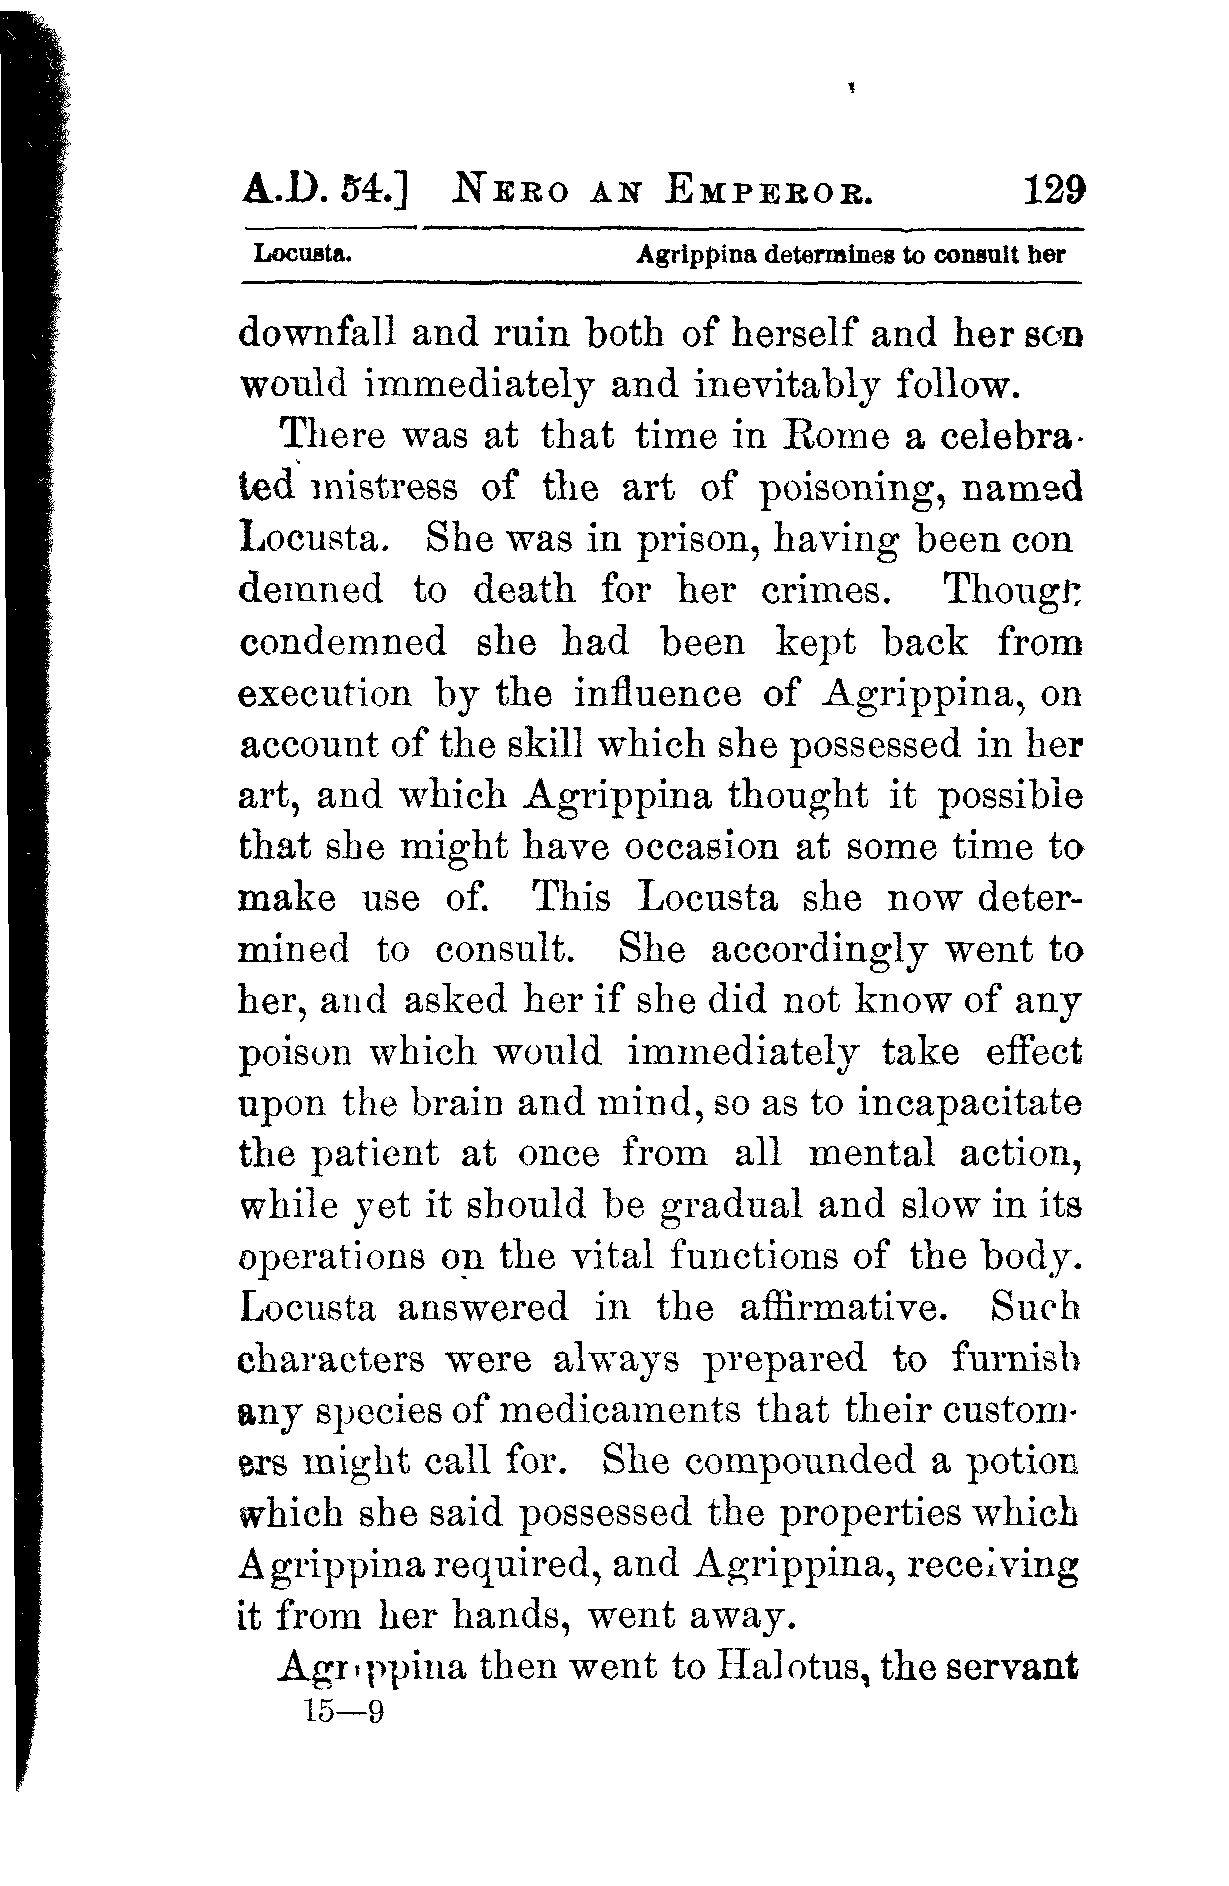 A.D. 54.] NERO AN EMPEROR. 129
Locusta. Agrippina determines to consult her
downfall and ruin both of herself and her son
would immediately and inevitably follow.
There was at that time in Rome a celebra-
ted mistress of the art of poisoning, named
Locusta. She was in prison, having been con
demned to death for her crimes. Though
condemned she had been kept back from
execution by the influence of Agrippina, on
account of the skill which she possessed in her
art, and which Agrippina thought it possible
that she might have occasion at some time to
make use of. This Locusta she now deter-
mined to consult. She accordingly went to
her, and asked her if she did not know of any
poison which would immediately take effect
upon the brain and mind, so as to incapacitate
the patient at once from all mental action,
while yet it should be gradual and slow in its
operations on the vital functions of the body.
Locusta answered in the affirmative. Such
characters were always prepared to furnish
any species of medicaments that their custom-
ers might call for. She compounded a potion
which she said possessed the properties which
Agrippina required, and Agrippina, receiving
it from her hands, went away.
Agrippina then went to Halotus, the servant
15—9